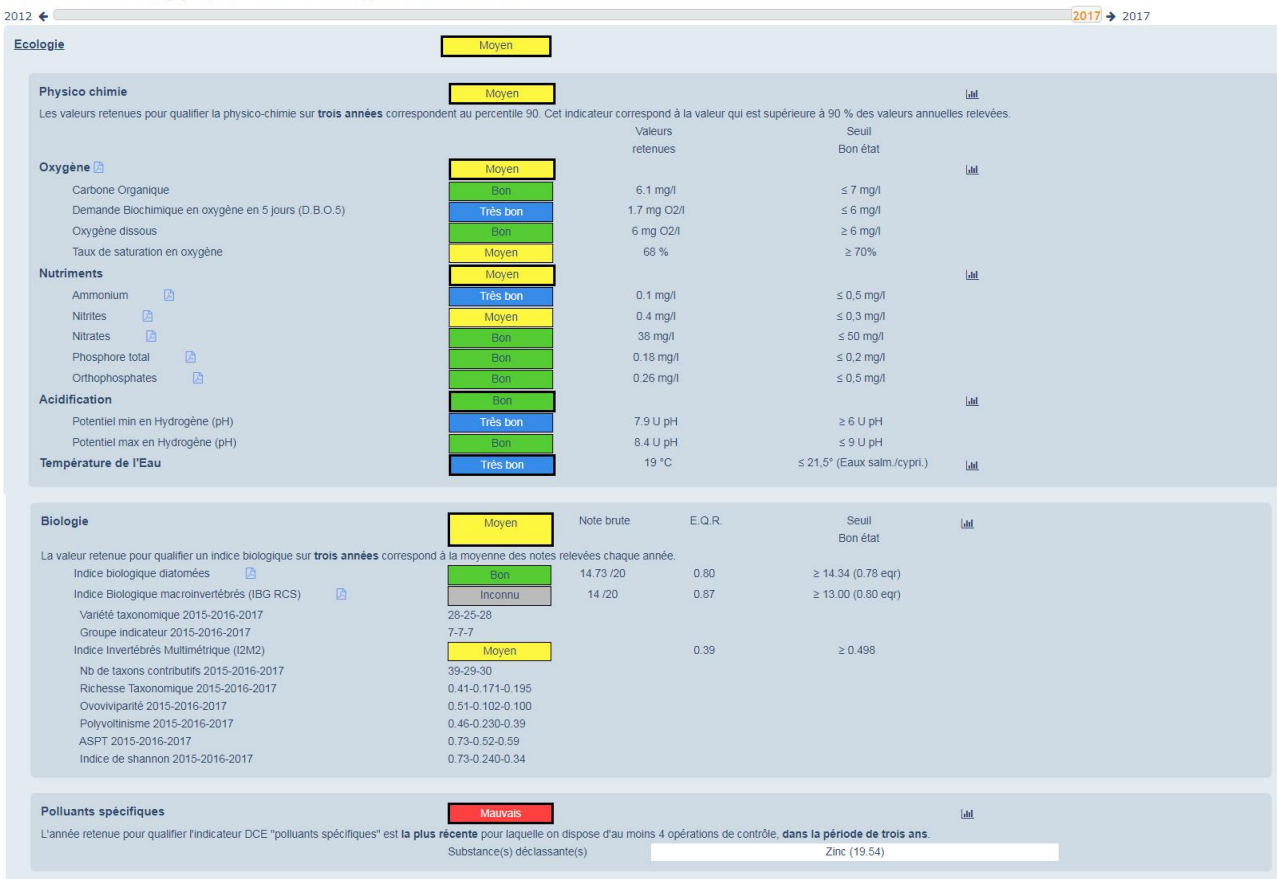 2012 2017 2017
Ecologie Moyen
Physico chimie Moyen
Les valeurs retenues pour qualifier la physico-chimie sur trois années correspondent au percentile 90. Cet indicateur correspond à la valeur qui est supérieure à 90 % des valeurs annuelles relevées.
Valeurs Seuil
retenues Bon état
Oxygène Moyen
Carbone Organique Bon 6.1 mg/l ≤ 7 mg/l
Demande Biochimique en oxygène en 5 jours (D.B.O.5) Très bon 1.7 mg O2/l ≤ 6 mg/l
Oxygène dissous Bon 6 mg O2/l ≥ 6 mg/l
Taux de saturation en oxygène Moyen 68 % ≥ 70%
Nutriments Moyen
Ammonium Très bon 0.1 mg/l ≤ 0,5 mg/l
Nitrites Moyen 0.4 mg/l ≤ 0,3 mg/l
Nitrates Bon 38 mg/l ≤ 50 mg/l
Phosphore total Bon 0.18 mg/l ≤ 0,2 mg/l
Orthophosphates Bon 0.26 mg/l ≤ 0,5 mg/l
Acidification Bon
Potentiel min en Hydrogène (pH) Très bon 7.9 U pH ≥ 6 U pH
Potentiel max en Hydrogène (pH) Bon 8.4 U pH ≤ 9 U pH
Température de l'Eau Très bon 19 °C ≤ 21,5° (Eaux salm./cypri.)
Biologie Moyen Note brute E.Q.R. Seuil
Bon état
La valeur retenue pour qualifier un indice biologique sur trois années correspond à la moyenne des notes relevées chaque année.
Indice biologique diatomées Bon 14.73 /20 0.80 ≥ 14.34 (0.78 eqr)
Indice Biologique macroinvertébrés (IBG RCS) Inconnu 14 /20 0.87 ≥ 13.00 (0.80 eqr)
Variété taxonomique 2015-2016-2017 28-25-28
Groupe indicateur 2015-2016-2017 7-7-7
Indice Invertébrés Multimétrique (I2M2) Moyen 0.39 ≥ 0.498
Nb de taxons contributifs 2015-2016-2017 39-29-30
Richesse Taxonomique 2015-2016-2017 0.41-0.171-0.195
Ovoviviparité 2015-2016-2017 0.51-0.102-0.100
Polyvoltinisme 2015-2016-2017 0.46-0.230-0.39
ASPT 2015-2016-2017 0.73-0.52-0.59
Indice de shannon 2015-2016-2017 0.73-0.240-0.34
Polluants spécifiques Mauvais
L'année retenue pour qualifier l'indicateur DCE "polluants spécifiques" est la plus récente pour laquelle on dispose d'au moins 4 opérations de contrôle, dans la période de trois ans.
Substance(s) déclassante(s) Zinc (19.54)